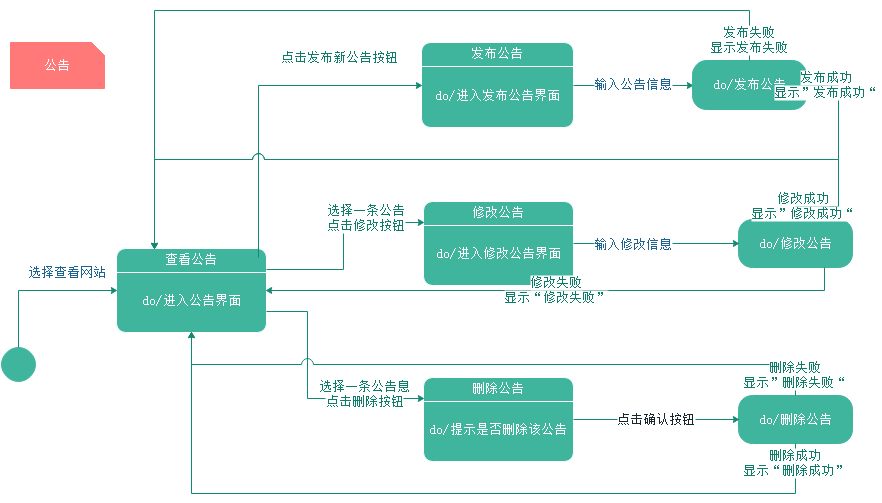 公告
点击发布新公告按钮
发布公告
do/进入发布公告界面
输入公告信息
do/发布公告
发布失败
显示发布失败
发布成功
显示”发布成功“
选择一条公告
点击修改按钮
修改公告
do/进入修改公告界面
输入修改信息
修改成功
显示”修改成功“
do/修改公告
修改失败
显示“修改失败”
选择查看网站
查看公告
do/进入公告界面
选择一条公告息
点击删除按钮
删除公告
do/提示是否删除该公告
点击确认按钮
删除失败
显示”删除失败“
do/删除公告
删除成功
显示“删除成功”